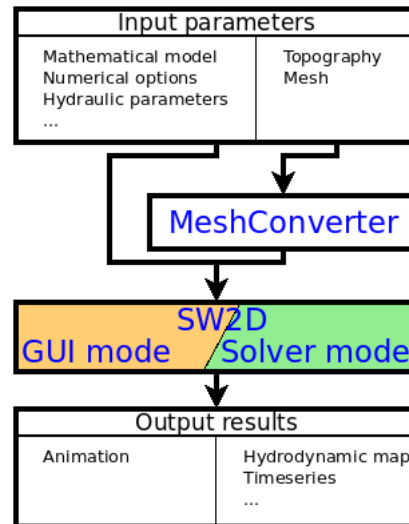 Input parameters
Mathematical model
Numerical options
Hydraulic parameters
...
Topography
Mesh
MeshConverter
SW2D
GUI mode
Solver mode
Output results
Animation
Hydrodynamic map
Timeseries
...